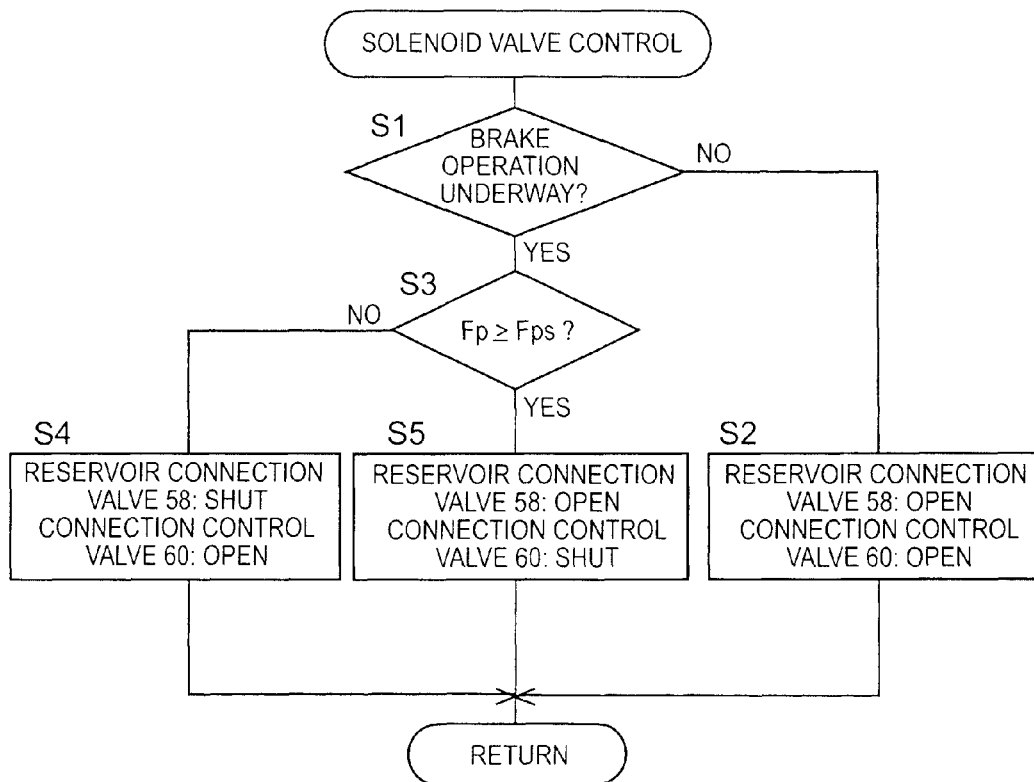 SOLENOID VALVE CONTROL
S1
BRAKE
OPERATION
UNDERWAY?
NO
YES
S3
NO
Fp ≥ Fps ?
YES
S4
RESERVOIR CONNECTION
VALVE 58: SHUT
CONNECTION CONTROL
VALVE 60: OPEN
S5
RESERVOIR CONNECTION
VALVE 58: OPEN
CONNECTION CONTROL
VALVE 60: SHUT
S2
RESERVOIR CONNECTION
VALVE 58: OPEN
CONNECTION CONTROL
VALVE 60: OPEN
RETURN